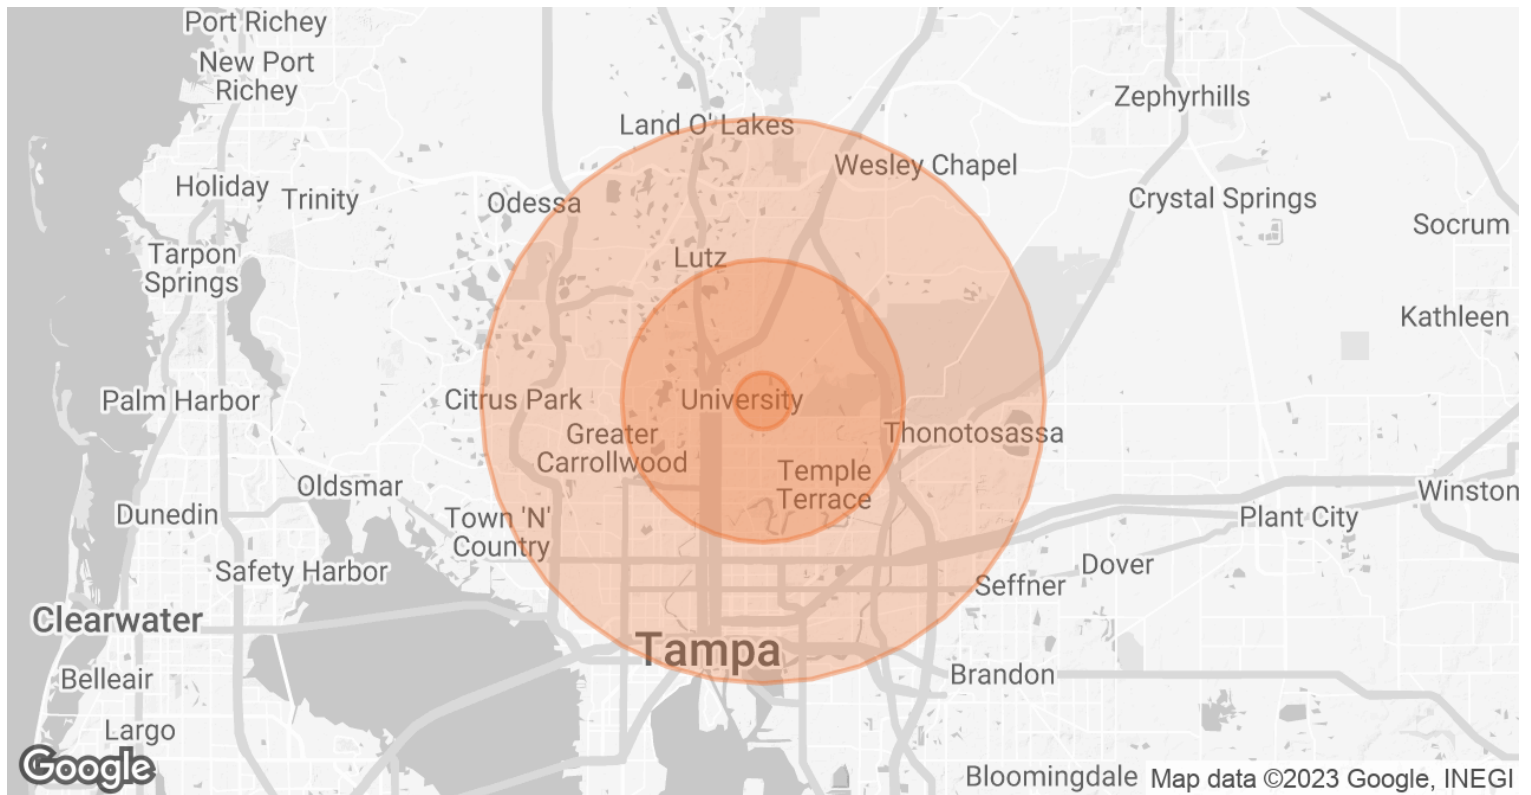 Port Richey
New Port
Richey
Zephyrhills
Land O' Lakes
Wesley Chapel
Holiday
Trinity
Odessa
Crystal Springs
Socrum
Tarpon
Springs
Lutz
Kathleen
Palm Harbor
Citrus Park
University
Greater
Carrollwood
Thonotosassa
Temple
Terrace
Oldsmar
Winston
Dunedin
Town 'N'
Country
Plant City
Safety Harbor
Dover
Seffner
Clearwater
Tampa
Belleair
Brandon
Largo
Google
Bloomingdale
Map data ©2023 Google, INEGI